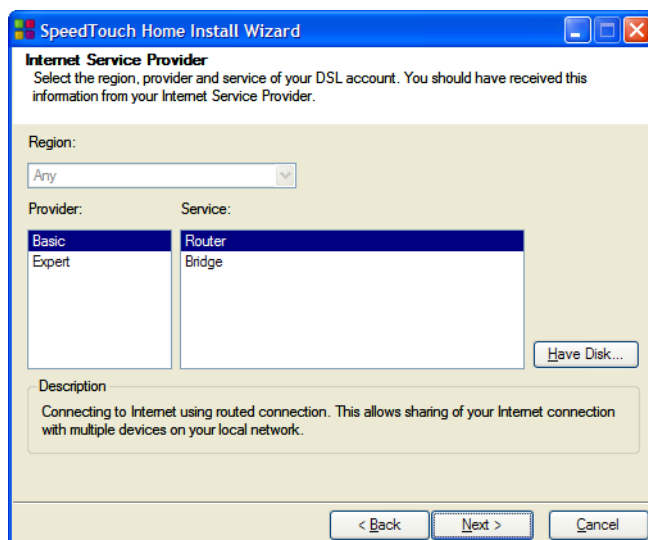 SpeedTouch Home Install Wizard
Internet Service Provider
Select the region, provider and service of your DSL account. You should have received this
information from your Internet Service Provider.
Region:
Any
Provider: Service:
Basic Router
Expert Bridge
Have Disk...
Description
Connecting to Internet using routed connection. This allows sharing of your Internet connection
with multiple devices on your local network.
< Back Next > Cancel